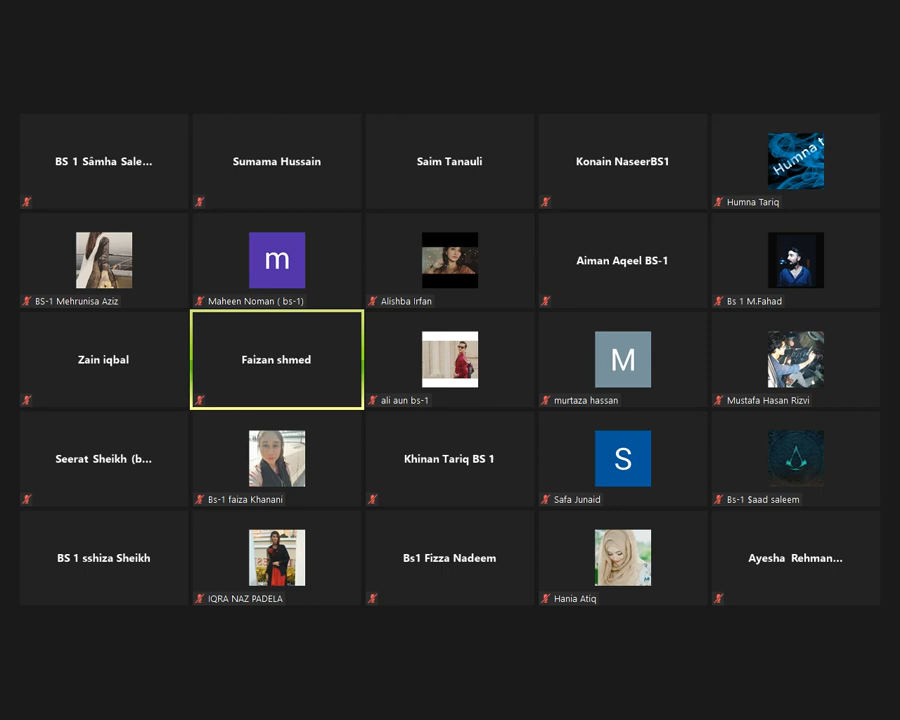 BS 1 Sâmha Sale...
Sumama Hussain
Saim Tanauli
Konain NaseerBS1
Humna t
Humna Tariq
BS-1 Mehrunisa Aziz
m
Maheen Noman ( bs-1)
Alishba Irfan
Aiman Aqeel BS-1
Bs 1 M.Fahad
Zain iqbal
Faizan shmed
ali aun bs-1
M
murtaza hassan
Mustafa Hasan Rizvi
Seerat Sheikh (b...
Bs-1 faiza Khanani
Khinan Tariq BS 1
S
Safa Junaid
Bs-1 $aad saleem
BS 1 sshiza Sheikh
IQRA NAZ PADELA
Bs1 Fizza Nadeem
Hania Atiq
Ayesha Rehman...